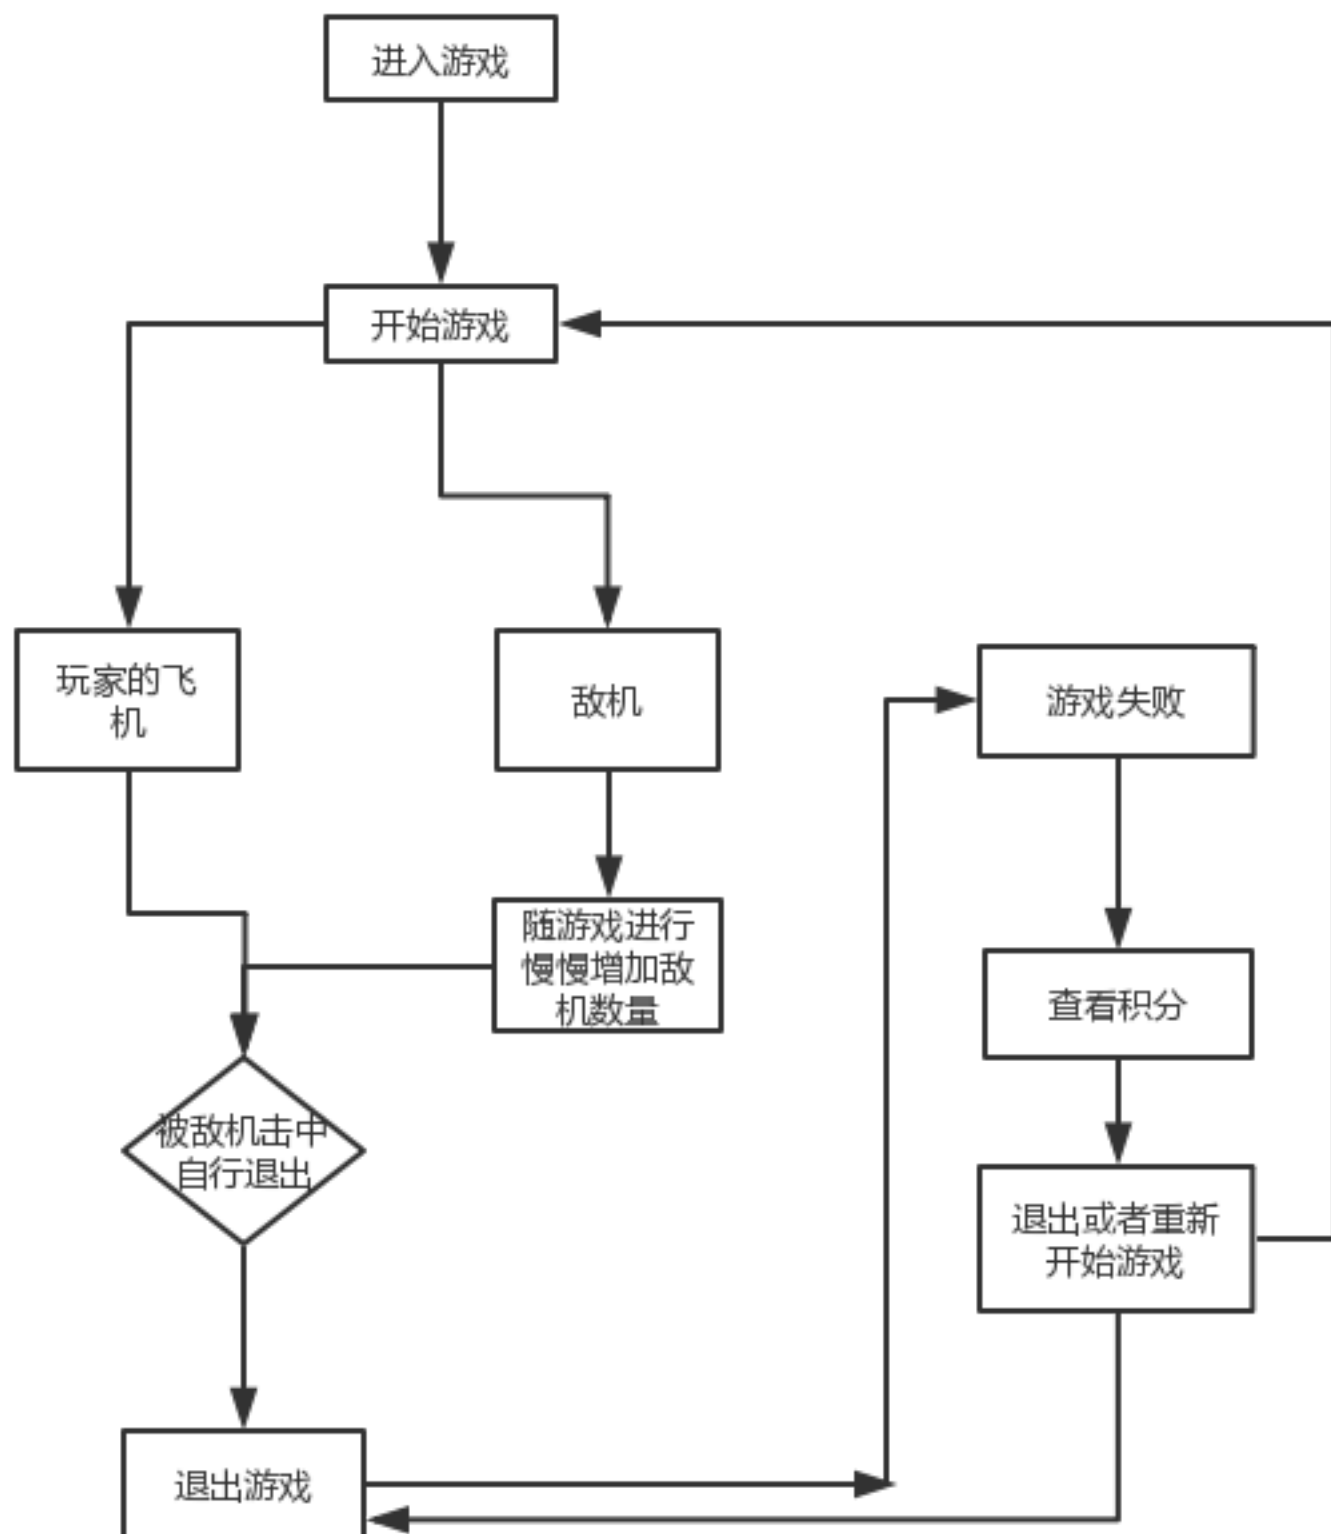 进入游戏
开始游戏
玩家的飞
机
敌机
随游戏进行
慢慢增加敌
机数量
被敌机击中
自行退出
退出游戏
游戏失败
查看积分
退出或者重新
开始游戏